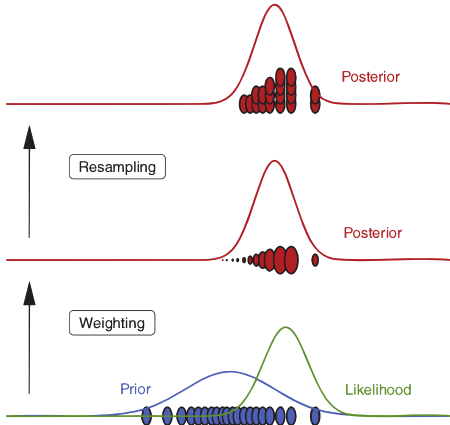 Posterior
Resampling
Posterior
Weighting
Prior
Likelihood